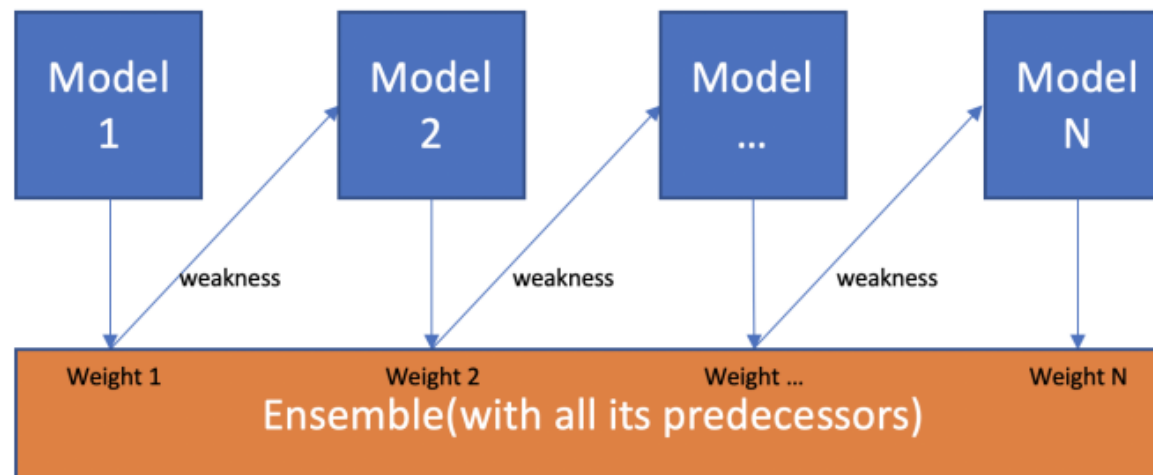 Model
1
Model
2
Model
...
Model
N
weakness
weakness
weakness
Weight 1
Weight 2
Weight ...
Weight N
Ensemble(with all its predecessors)